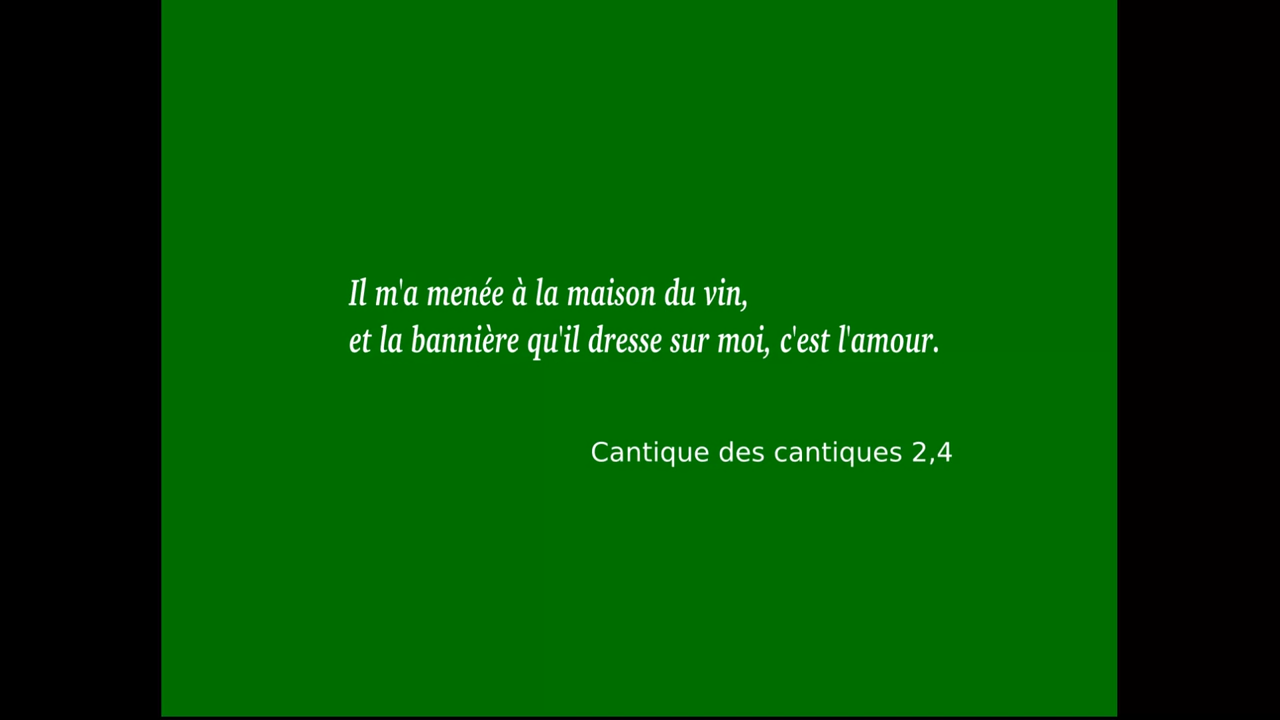 Il m'a menée à la maison du vin,
et la bannière qu'il dresse sur moi, c'est l'amour.
Cantique des cantiques 2,4